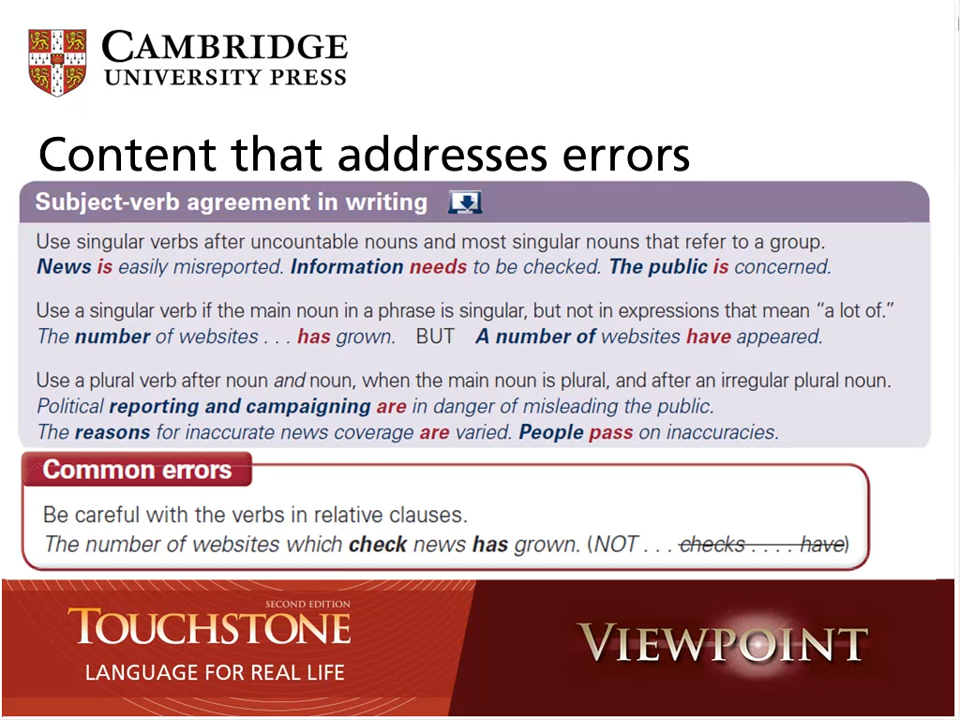 CAMBRIDGE
UNIVERSITY PRESS
Content that addresses errors
Subject-verb agreement in writing
Use singular verbs after uncountable nouns and most singular nouns that refer to a group.
News is easily misreported. Information needs to be checked. The public is concerned.
Use a singular verb if the main noun in a phrase is singular, but not in expressions that mean “a lot of.”
The number of websites . . . has grown. BUT A number of websites have appeared.
Use a plural verb after noun and noun, when the main noun is plural, and after an irregular plural noun.
Political reporting and campaigning are in danger of misleading the public.
The reasons for inaccurate news coverage are varied. People pass on inaccuracies.
Common errors
Be careful with the verbs in relative clauses.
The number of websites which check news has grown. (NOT . . . checks . . . . have)
SECOND EDITION
TOUCHSTONE
LANGUAGE FOR REAL LIFE
VIEWPOINT